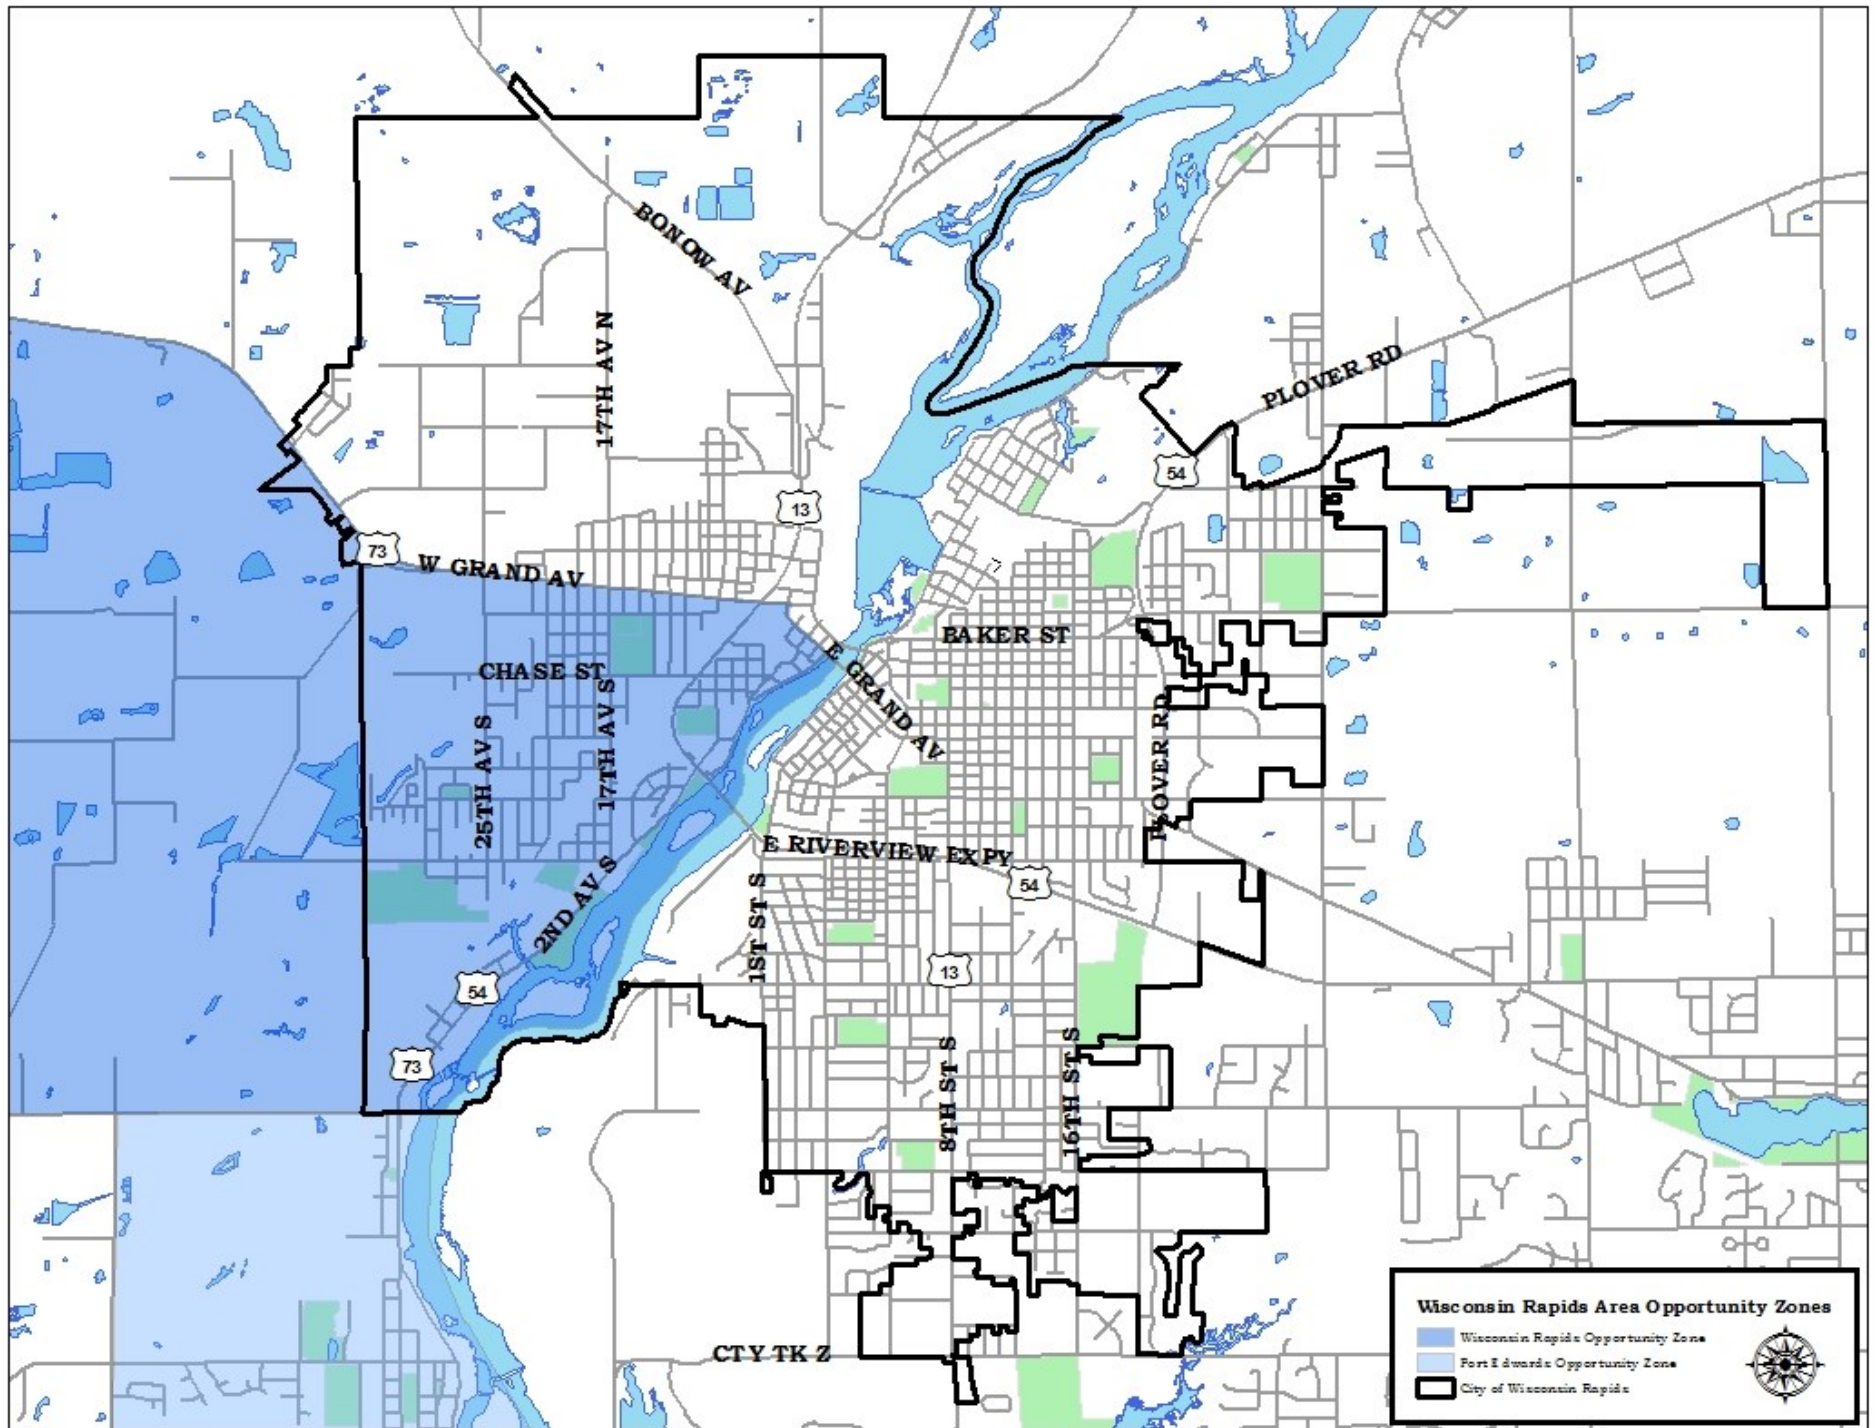 BONOW AV
17TH AV N
PLOVER RD
54
13
73
W GRAND AV
BAKER ST
E GRAND AV
CHASE ST
17TH AV S
25TH AV S
PLOVER RD
E RIVERVIEW EXPY
54
2ND AV S
1ST ST S
13
54
73
8TH ST S
16TH ST S
CTY TK Z
Wisconsin Rapids Area Opportunity Zones
Wisconsin Rapids Opportunity Zone
Port Edwards Opportunity Zone
City of Wisconsin Rapids